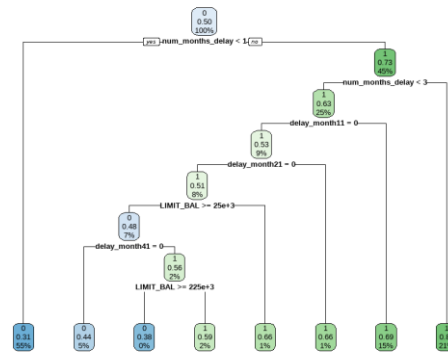 0
0.50
100%
yes num_months_delay < 1 no
1
0.73
45%
num_months_delay < 3
1
0.63
25%
delay_month11 = 0
1
0.53
9%
delay_month21 = 0
1
0.51
8%
LIMIT_BAL >= 25e+3
0
0.48
7%
delay_month41 = 0
1
0.56
2%
LIMIT_BAL >= 225e+3
0 0 0 1 1 1 1 1
0.31 0.44 0.38 0.59 0.66 0.66 0.69
55% 5% 0% 2% 1% 1% 15%